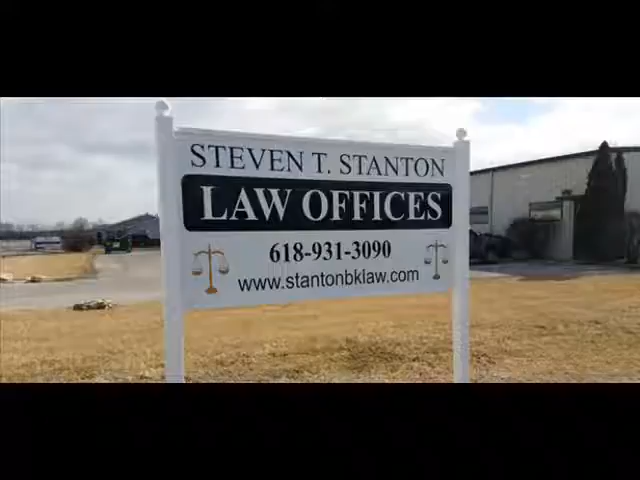 STEVEN T. STANTON
LAW OFFICES
618-931-3090
www.stantonbklaw.com